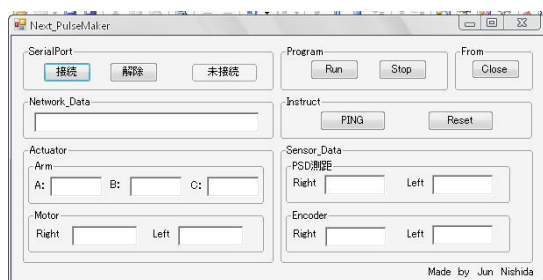 Next_PulseMaker
SerialPort
接続 解除 未接続
Program
Run Stop
From
Close
Network_Data
Instruct
PING Reset
Actuator
Arm
A: B: C:
Motor
Right Left
Sensor_Data
PSD測距
Right Left
Encoder
Right Left
Made by Jun Nishida